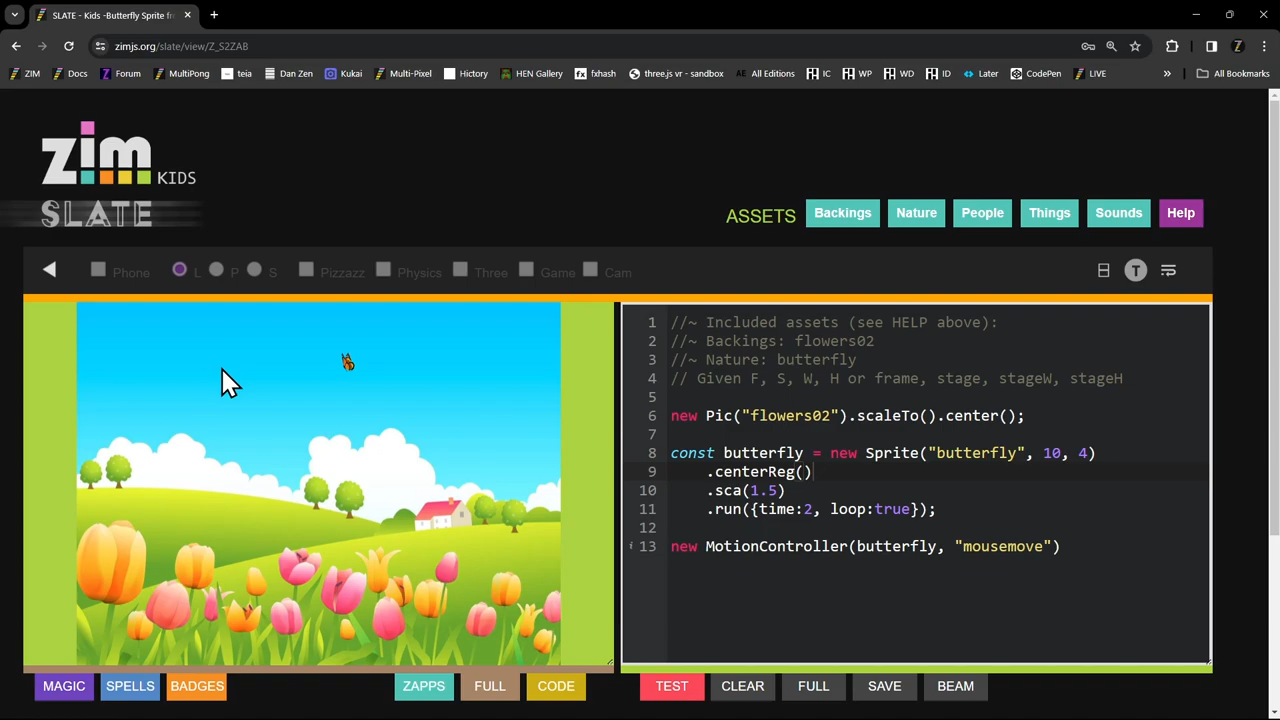 SLATE - Kids -Butterfly Sprite fr
zimjs.org/slate/view/Z_S2ZAB
ZIM Docs Forum MultiPong teia Dan Zen Kukai Multi-Pixel Hictory HEN Gallery fxhash three.js vr - sandbox AE All Editions IC WP WD ID Later CodePen LIVE » All Bookmarks
zim KIDS
SLATE
ASSETS Backings Nature People Things Sounds Help
Phone L P S Pizzazz Physics Three Game Cam T
1 //~ Included assets (see HELP above):
2 //~ Backings: flowers02
3 //~ Nature: butterfly
4 // Given F, S, W, H or frame, stage, stageW, stageH
5
6 new Pic("flowers02").scaleTo().center();
7
8 const butterfly = new Sprite("butterfly", 10, 4)
9 .centerReg()
10 .sca(1.5)
11 .run({time:2, loop:true});
12
i 13 new MotionController(butterfly, "mousemove")
MAGIC SPELLS BADGES ZAPPS FULL CODE TEST CLEAR FULL SAVE BEAM